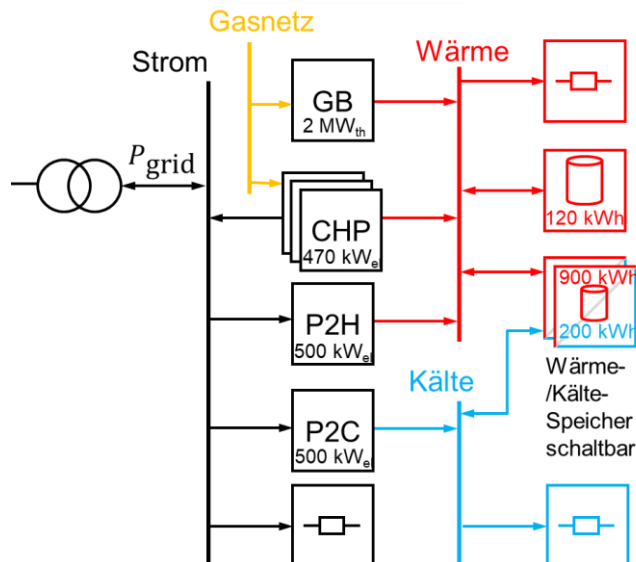 Gasnetz
Strom
Wärme
GB
2 MWth
Pgrid
CHP
470 kWel
120 kWh
900 kWh
200 kWh
P2H
500 kWel
Kälte
Wärme-
/Kälte-
Speicher
schaltbar
P2C
500 kWel